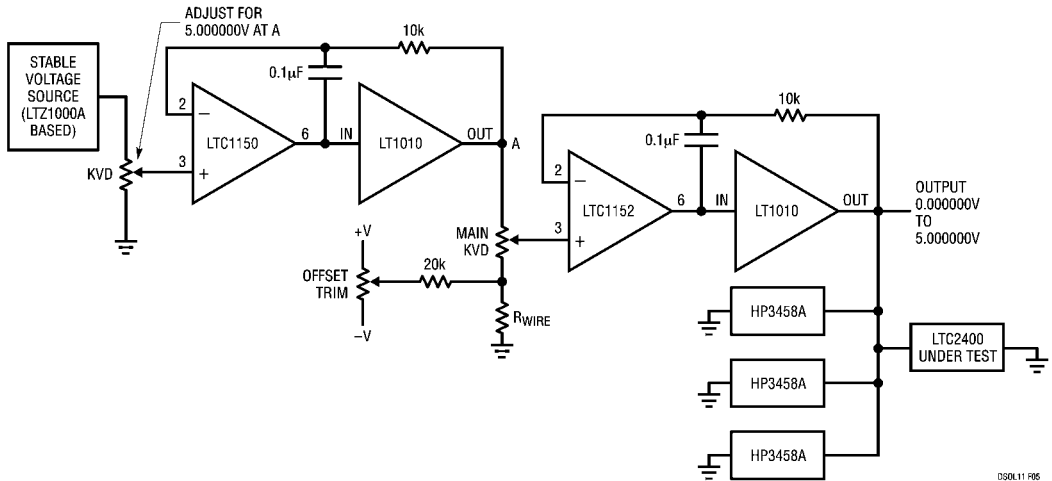 ADJUST FOR
5.000000V AT A
STABLE
VOLTAGE
SOURCE
(LTZ1000A
BASED)
KVD
10k
0.1µF
2
–
LTC1150
3
+
6
IN
LT1010
OUT
A
MAIN
KVD
+V
OFFSET
TRIM
–V
20k
RWIRE
10k
0.1µF
2
–
LTC1152
3
+
6
IN
LT1010
OUT
OUTPUT
0.000000V
TO
5.000000V
HP3458A
HP3458A
HP3458A
LTC2400
UNDER TEST
DSOL11 F05